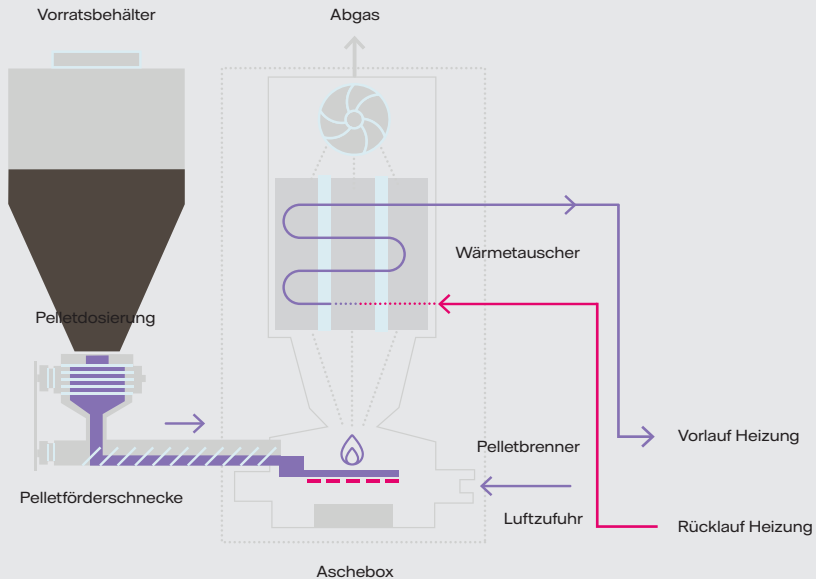 Vorratsbehälter
Abgas
Wärmetauscher
Pelletdosierung
Pelletbrenner
Vorlauf Heizung
Pelletförderschnecke
Luftzufuhr
Rücklauf Heizung
Aschebox